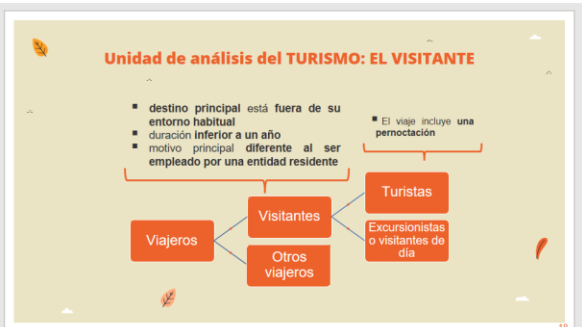 Unidad de análisis del TURISMO: EL VISITANTE
▪ destino principal está fuera de su
entorno habitual
▪ duración inferior a un año
▪ motivo principal diferente al ser
empleado por una entidad residente
▪ El viaje incluye una
pernoctación
Viajeros
Visitantes
Otros
viajeros
Turistas
Excursionistas
o visitantes de
día
10